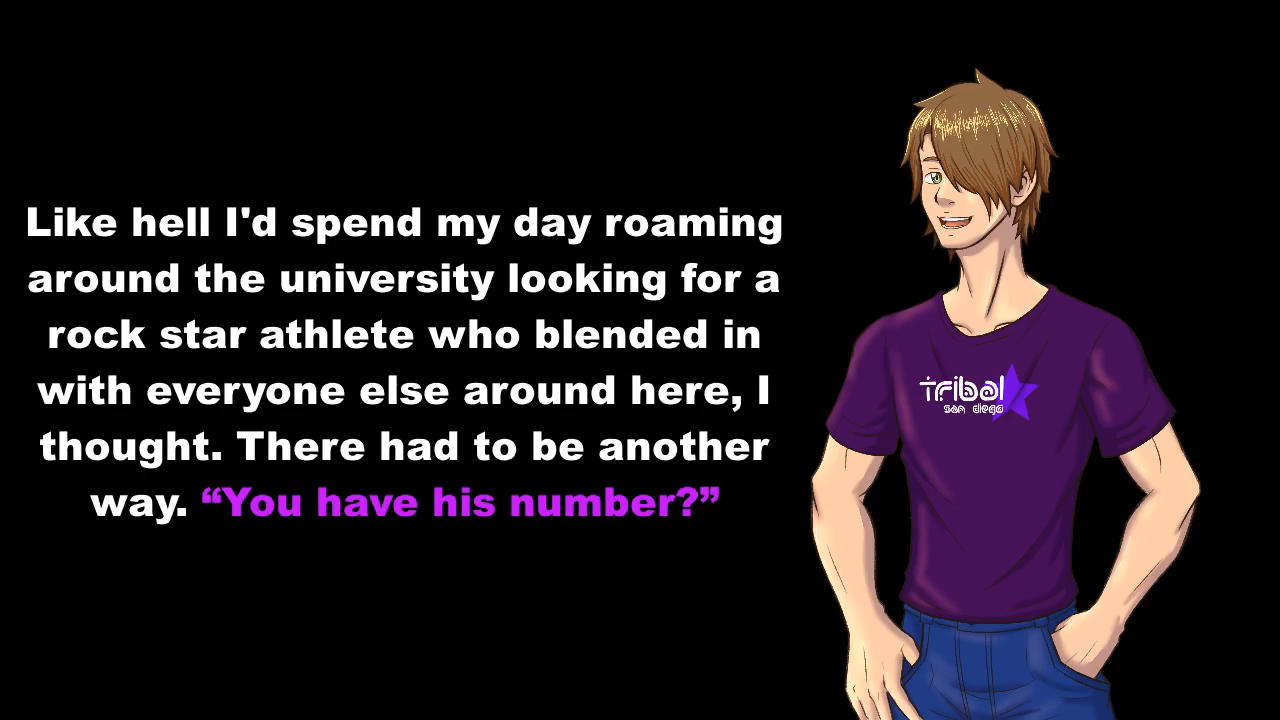 Like hell I'd spend my day roaming
around the university looking for a
rock star athlete who blended in
with everyone else around here, I
thought. There had to be another
way. “You have his number?”
tribal
san diego